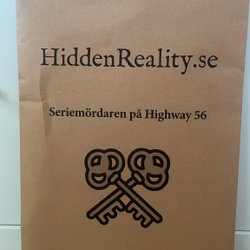 HiddenReality.se
Seriemördaren på Highway 56